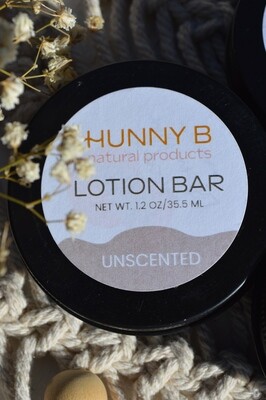 HUNNY B
natural products
LOTION BAR
NET WT. 1.2 OZ/35.5 ML
UNSCENTED